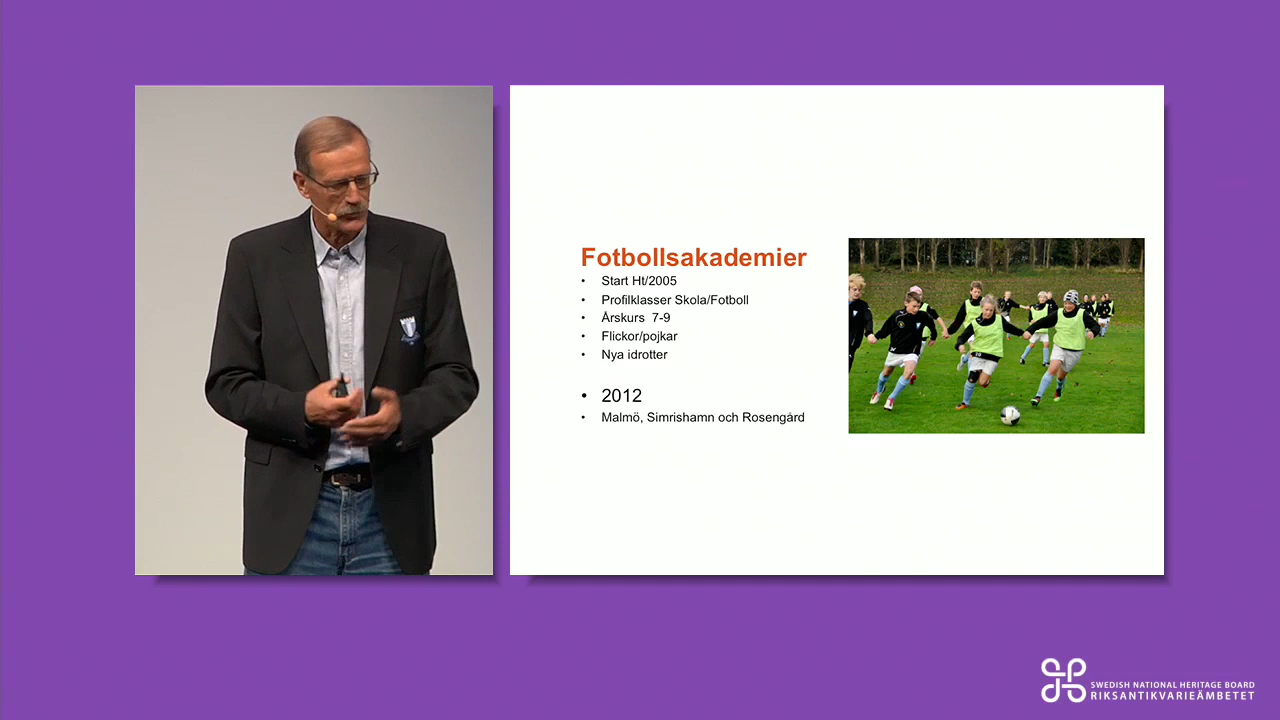 Fotbollsakademier
• Start Ht/2005
• Profilklasser Skola/Fotboll
• Årskurs 7-9
• Flickor/pojkar
• Nya idrotter
• 2012
• Malmö, Simrishamn och Rosengård
SWEDISH NATIONAL HERITAGE BOARD
RIKSANTIKVARIEÄMBETET